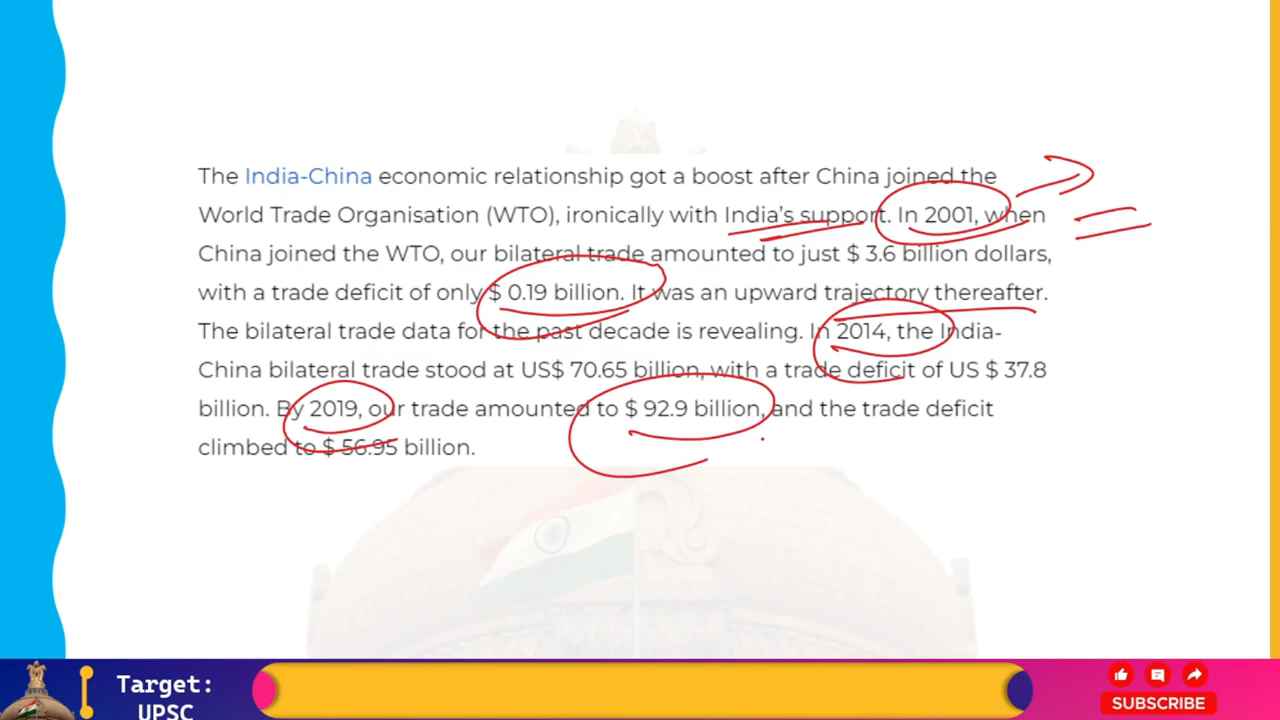 The India-China economic relationship got a boost after China joined the
World Trade Organisation (WTO), ironically with India's support. In 2001, when
China joined the WTO, our bilateral trade amounted to just $ 3.6 billion dollars,
with a trade deficit of only $ 0.19 billion. It was an upward trajectory thereafter.
The bilateral trade data for the past decade is revealing. In 2014, the India-
China bilateral trade stood at US$ 70.65 billion, with a trade deficit of US $ 37.8
billion. By 2019, our trade amounted to $ 92.9 billion, and the trade deficit
climbed to $ 56.95 billion.
Target:
UPSC
SUBSCRIBE